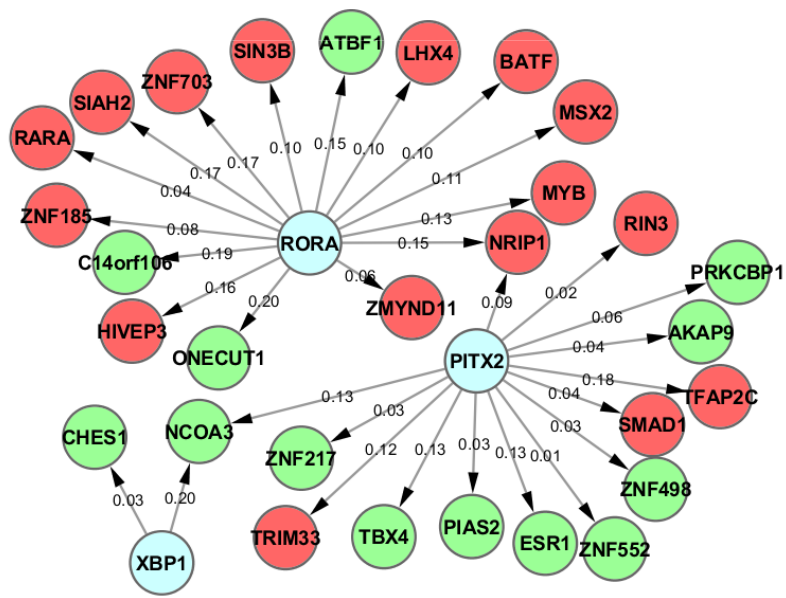 ATBF1
SIN3B
LHX4
BATF
ZNF703
SIAH2
MSX2
RARA
0.10
0.15
0.10
0.10
0.17
0.17
0.11
0.04
MYB
ZNF185
0.08
0.13
RIN3
RORA
0.15
NRIP1
C14orf106
0.19
0.06
PRKCBP1
0.16
0.20
ZMYND11
0.09
0.02
HIVEP3
0.06
AKAP9
ONECUT1
PITX2
0.04
0.18
TFAP2C
0.13
0.04
SMAD1
0.03
0.03
CHES1
NCOA3
ZNF217
0.12
0.13
0.03
0.13
0.01
ZNF498
0.03
0.20
TRIM33
TBX4
PIAS2
ESR1
ZNF552
XBP1